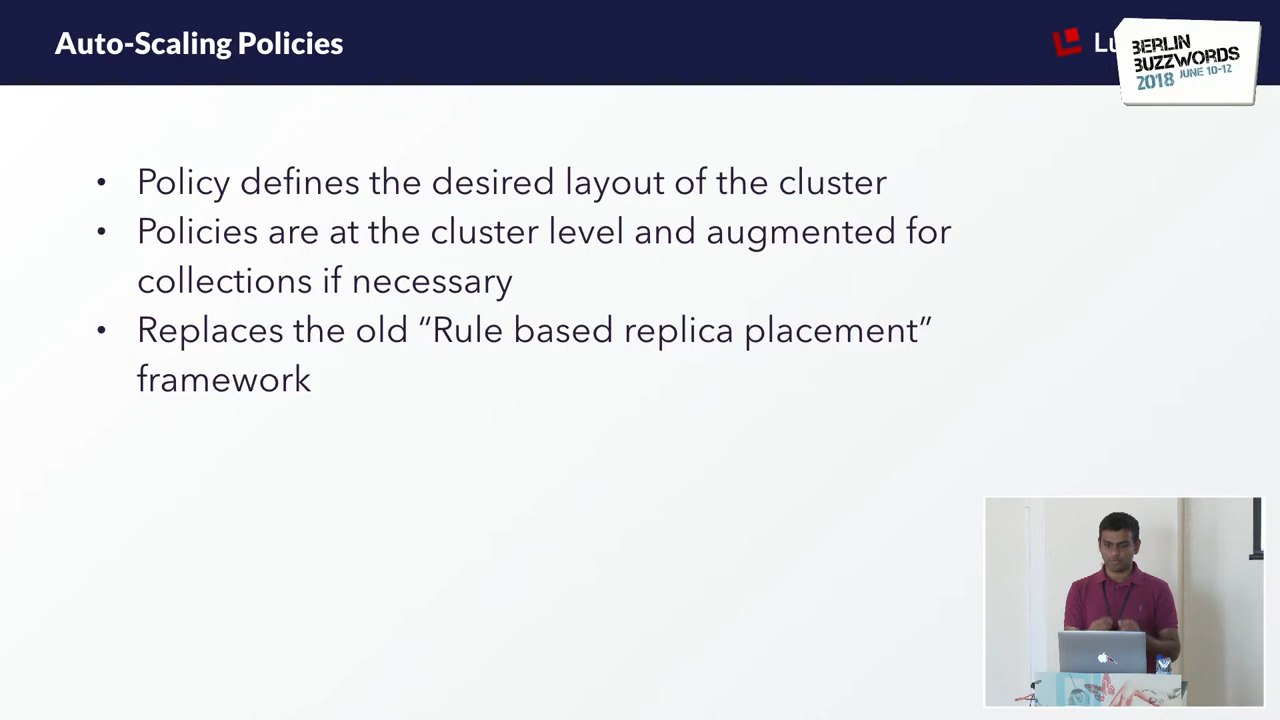 Auto-Scaling Policies
Lu
BERLIN
BUZZWORDS
2018 JUNE 10-12
• Policy defines the desired layout of the cluster
• Policies are at the cluster level and augmented for
collections if necessary
• Replaces the old “Rule based replica placement”
framework